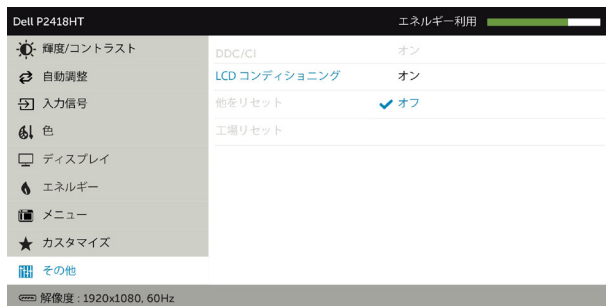 Dell P2418HT エネルギー利用
輝度/コントラスト
自動調整
入力信号
色
ディスプレイ
エネルギー
メニュー
カスタマイズ
その他
DDC/CI オン
LCD コンディショニング オン
他をリセット オフ
工場リセット
解像度 : 1920x1080, 60Hz